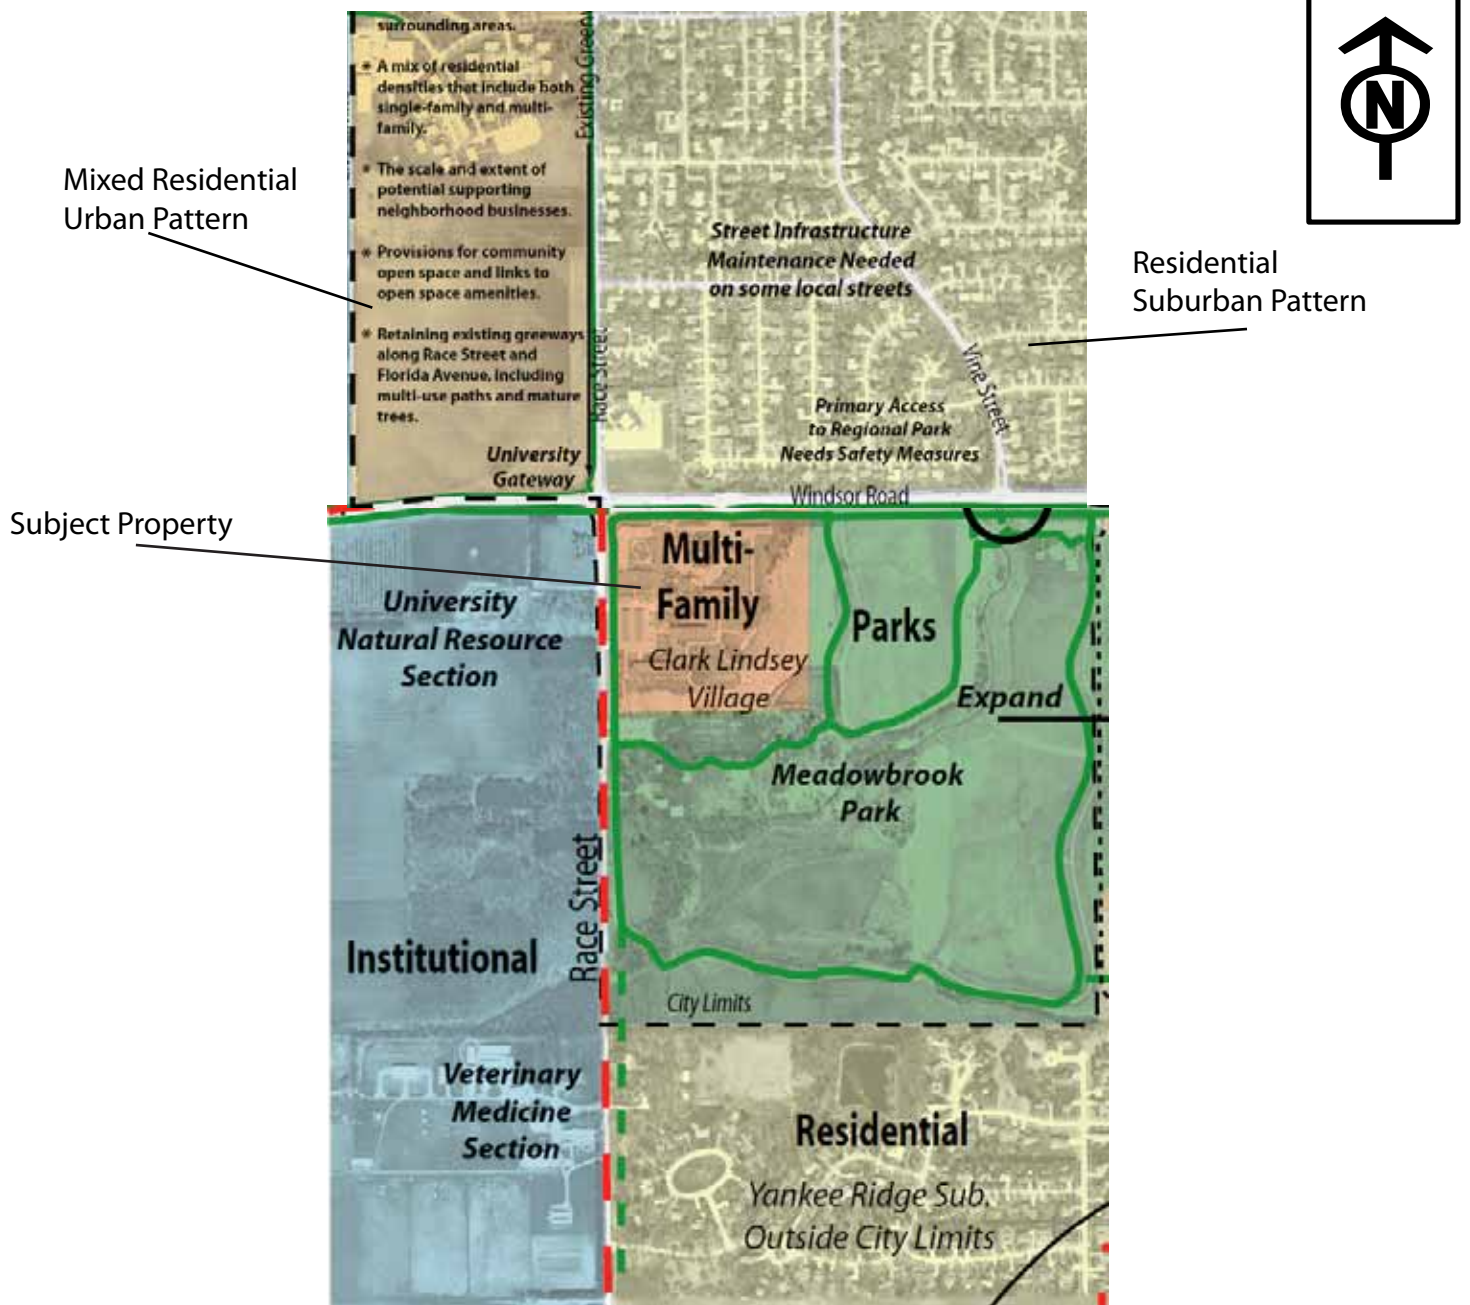 surrounding areas.
* A mix of residential
densities that include both
single-family and multi-
family.
* The scale and extent of
potential supporting
neighborhood businesses.
* Provisions for community
open space and links to
open space amenities.
* Retaining existing greeways
along Race Street and
Florida Avenue, including
multi-use paths and mature
trees.
University
Gateway
Existing Green
Race Street
N
Mixed Residential
Urban Pattern
Street Infrastructure
Maintenance Needed
on some local streets
Residential
Suburban Pattern
Vine Street
Primary Access
to Regional Park
Needs Safety Measures
Windsor Road
Subject Property
Multi-
Family
Clark Lindsey
Village
University
Natural Resource
Section
Parks
Expand
Meadowbrook
Park
Race Street
Institutional
City Limits
Veterinary
Medicine
Section
Residential
Yankee Ridge Sub.
Outside City Limits